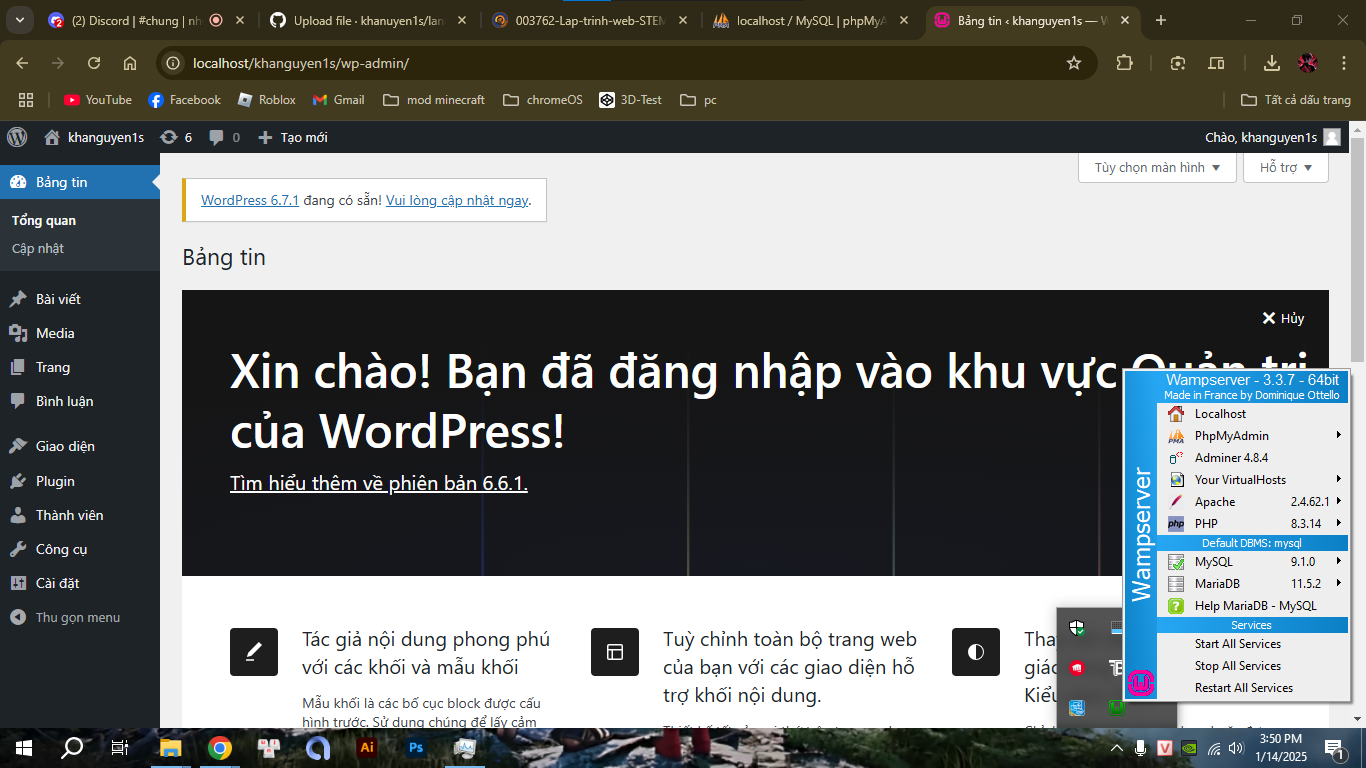 (2) Discord | #chung | nh
Upload file · khanuyen1s/lan
003762-Lap-trinh-web-STEM
localhost / MySQL | phpMyA
Bảng tin ‹ khanguyen1s — W
localhost/khanguyen1s/wp-admin/
YouTube
Facebook
Roblox
Gmail
mod minecraft
chromeOS
3D-Test
pc
Tất cả dấu trang
khanguyen1s
6
0
Tạo mới
Chào, khanguyen1s
Bảng tin
Tổng quan
Cập nhật
Bài viết
Media
Trang
Bình luận
Giao diện
Plugin
Thành viên
Công cụ
Cài đặt
Thu gọn menu
Tùy chọn màn hình
Hỗ trợ
WordPress 6.7.1 đang có sẵn! Vui lòng cập nhật ngay.
Bảng tin
Hủy
Xin chào! Bạn đã đăng nhập vào khu vực Quản trị
của WordPress!
Tìm hiểu thêm về phiên bản 6.6.1.
Tác giả nội dung phong phú
với các khối và mẫu khối
Mẫu khối là các bố cục block được cấu
hình trước. Sử dụng chúng để lấy cảm
Tuỳ chỉnh toàn bộ trang web
của bạn với các giao diện hỗ
trợ khối nội dung.
Tha
giác
Kiểu
Wampserver - 3.3.7 - 64bit
Made in France by Dominique Ottello
Wampserver
Localhost
PhpMyAdmin
Adminer 4.8.4
Your VirtualHosts
Apache 2.4.62.1
PHP 8.3.14
Default DBMS: mysql
MySQL 9.1.0
MariaDB 11.5.2
Help MariaDB - MySQL
Services
Start All Services
Stop All Services
Restart All Services
Ai
Ps
V
3:50 PM
1/14/2025
1